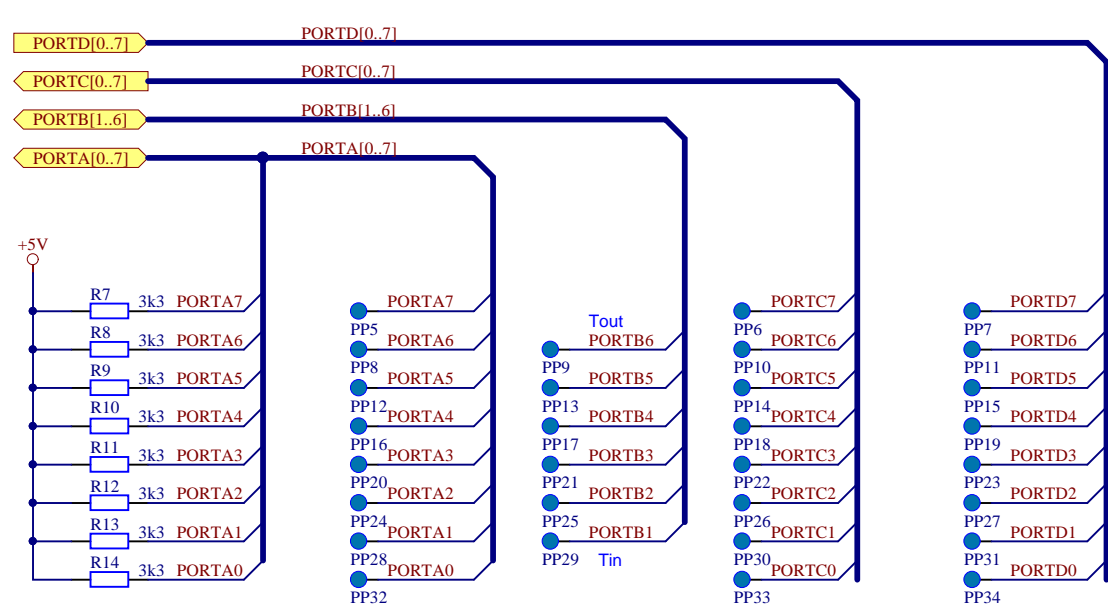 PORTD[0..7] PORTD[0..7]
PORTC[0..7] PORTC[0..7]
PORTB[1..6] PORTB[1..6]
PORTA[0..7] PORTA[0..7]
+5V
R7 3k3 PORTA7 PORTA7 PORTC7 PORTD7
PP5 Tout PP6 PP7
R8 3k3 PORTA6 PORTA6 PORTB6 PORTC6 PORTD6
PP8 PP9 PP10 PP11
R9 3k3 PORTA5 PORTA5 PORTB5 PORTC5 PORTD5
PP12 PP13 PP14 PP15
R10 3k3 PORTA4 PORTA4 PORTB4 PORTC4 PORTD4
PP16 PP17 PP18 PP19
R11 3k3 PORTA3 PORTA3 PORTB3 PORTC3 PORTD3
PP20 PP21 PP22 PP23
R12 3k3 PORTA2 PORTA2 PORTB2 PORTC2 PORTD2
PP24 PP25 PP26 PP27
R13 3k3 PORTA1 PORTA1 PORTB1 PORTC1 PORTD1
PP28 PP29 Tin PP30 PP31
R14 3k3 PORTA0 PORTA0 PORTC0 PORTD0
PP32 PP33 PP34